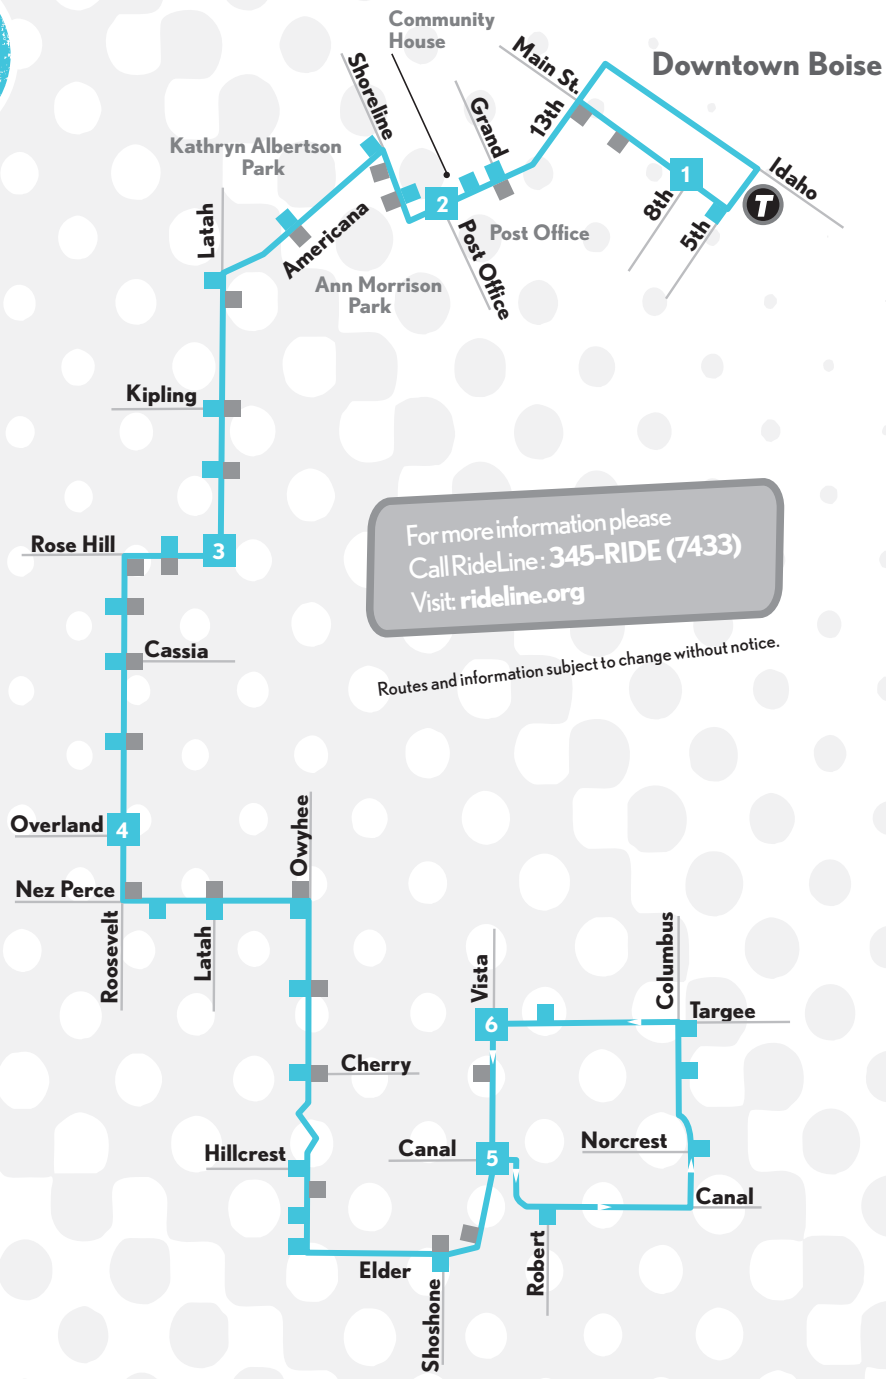 Community
House
Downtown Boise
Main St.
Shoreline
Grand
13th
Kathryn Albertson
Park
Idaho
1
T
8th
5th
2
Latah
Americana
Post Office
Post Office
Ann Morrison
Park
Kipling
For more information please
Call RideLine: 345-RIDE (7433)
Visit: rideline.org
Rose Hill
3
Cassia
Routes and information subject to change without notice.
Overland
4
Owyhee
Nez Perce
Roosevelt
Latah
Vista
Columbus
6
Targee
Cherry
Hillcrest
Canal
5
Norcrest
Canal
Elder
Robert
Shoshone